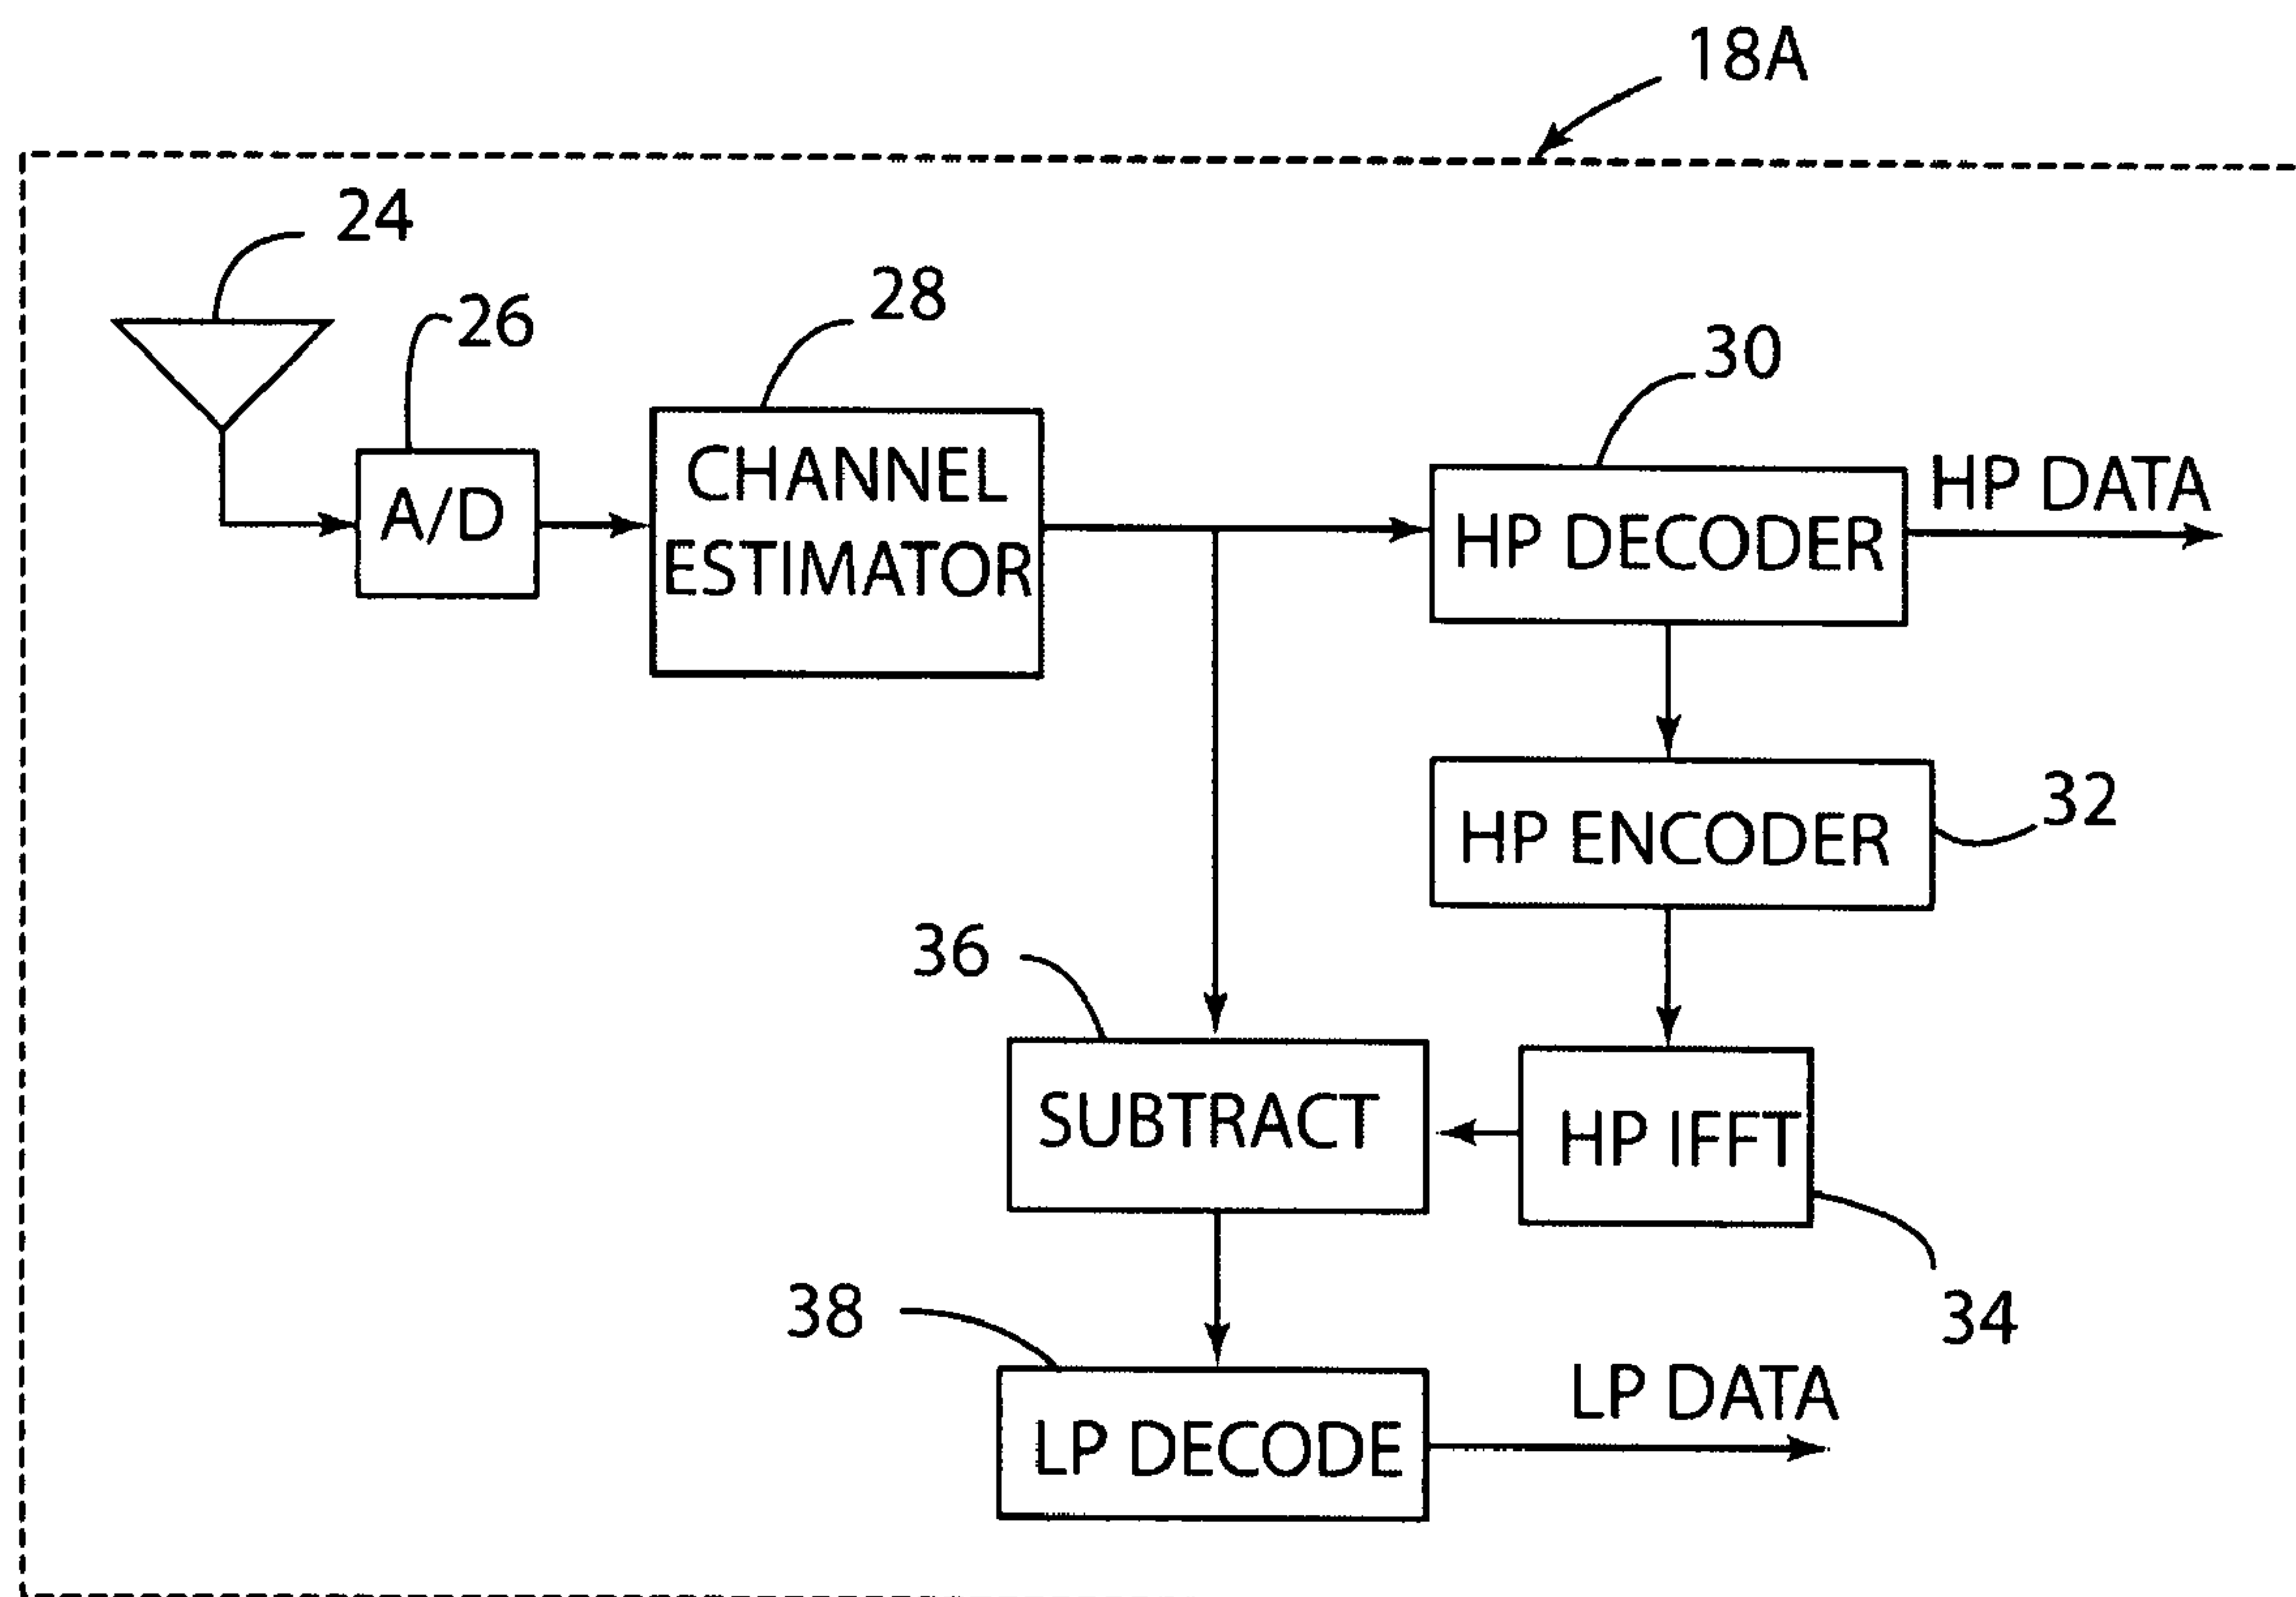 18A
24
26
28
30
A/D
CHANNEL
ESTIMATOR
HP DECODER
HP DATA
HP ENCODER
32
36
SUBTRACT
HP IFFT
34
38
LP DECODE
LP DATA